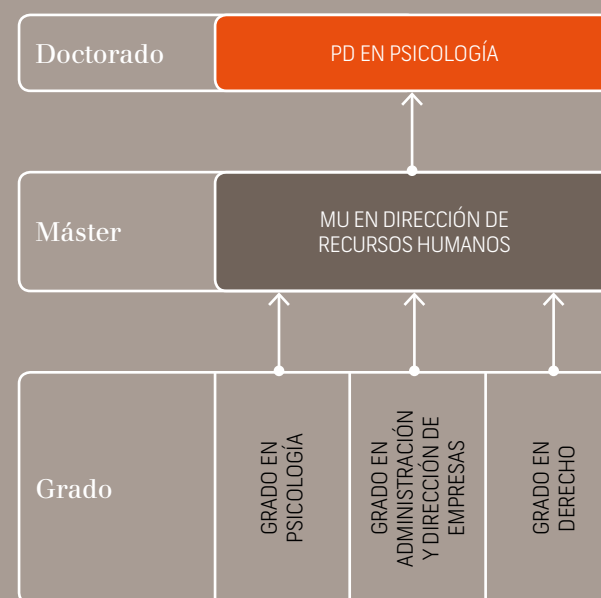 Doctorado
PD EN PSICOLOGÍA
Máster
MU EN DIRECCIÓN DE
RECURSOS HUMANOS
Grado
GRADO EN
PSICOLOGÍA
GRADO EN
ADMINISTRACIÓN
Y DIRECCIÓN DE
EMPRESAS
GRADO EN
DERECHO